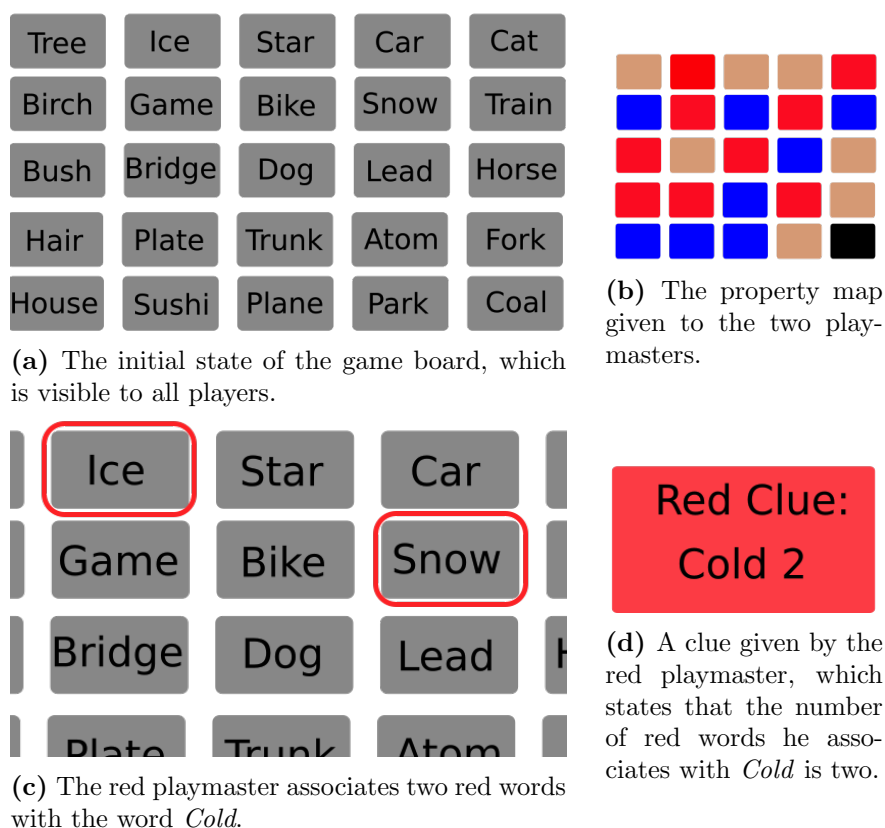 Tree Ice Star Car Cat
Birch Game Bike Snow Train
Bush Bridge Dog Lead Horse
Hair Plate Trunk Atom Fork
House Sushi Plane Park Coal
(a) The initial state of the game board, which
is visible to all players.
(b) The property map
given to the two play-
masters.
Ice Star Car
Game Bike Snow
Bridge Dog Lead H
Plate Trunk Atom
(c) The red playmaster associates two red words
with the word Cold.
Red Clue:
Cold 2
(d) A clue given by the
red playmaster, which
states that the number
of red words he asso-
ciates with Cold is two.